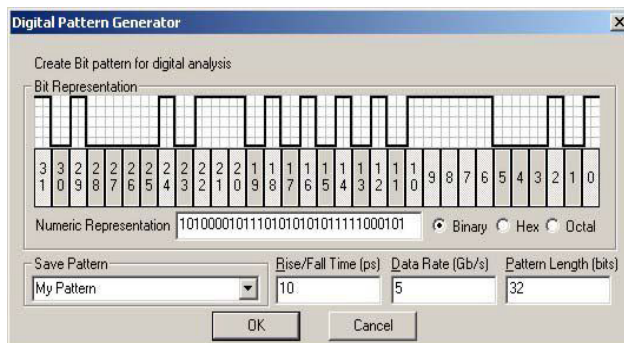 Digital Pattern Generator
Create Bit pattern for digital analysis
Bit Representation
31 30 29 28 27 26 25 24 23 22 21 20 19 18 17 16 15 14 13 12 11 10 9 8 7 6 5 4 3 2 1 0
Numeric Representation 10100001011101010101011111000101 Binary Hex Octal
Save Pattern Rise/Fall Time (ps) Data Rate (Gb/s) Pattern Length (bits)
My Pattern 10 5 32
OK Cancel